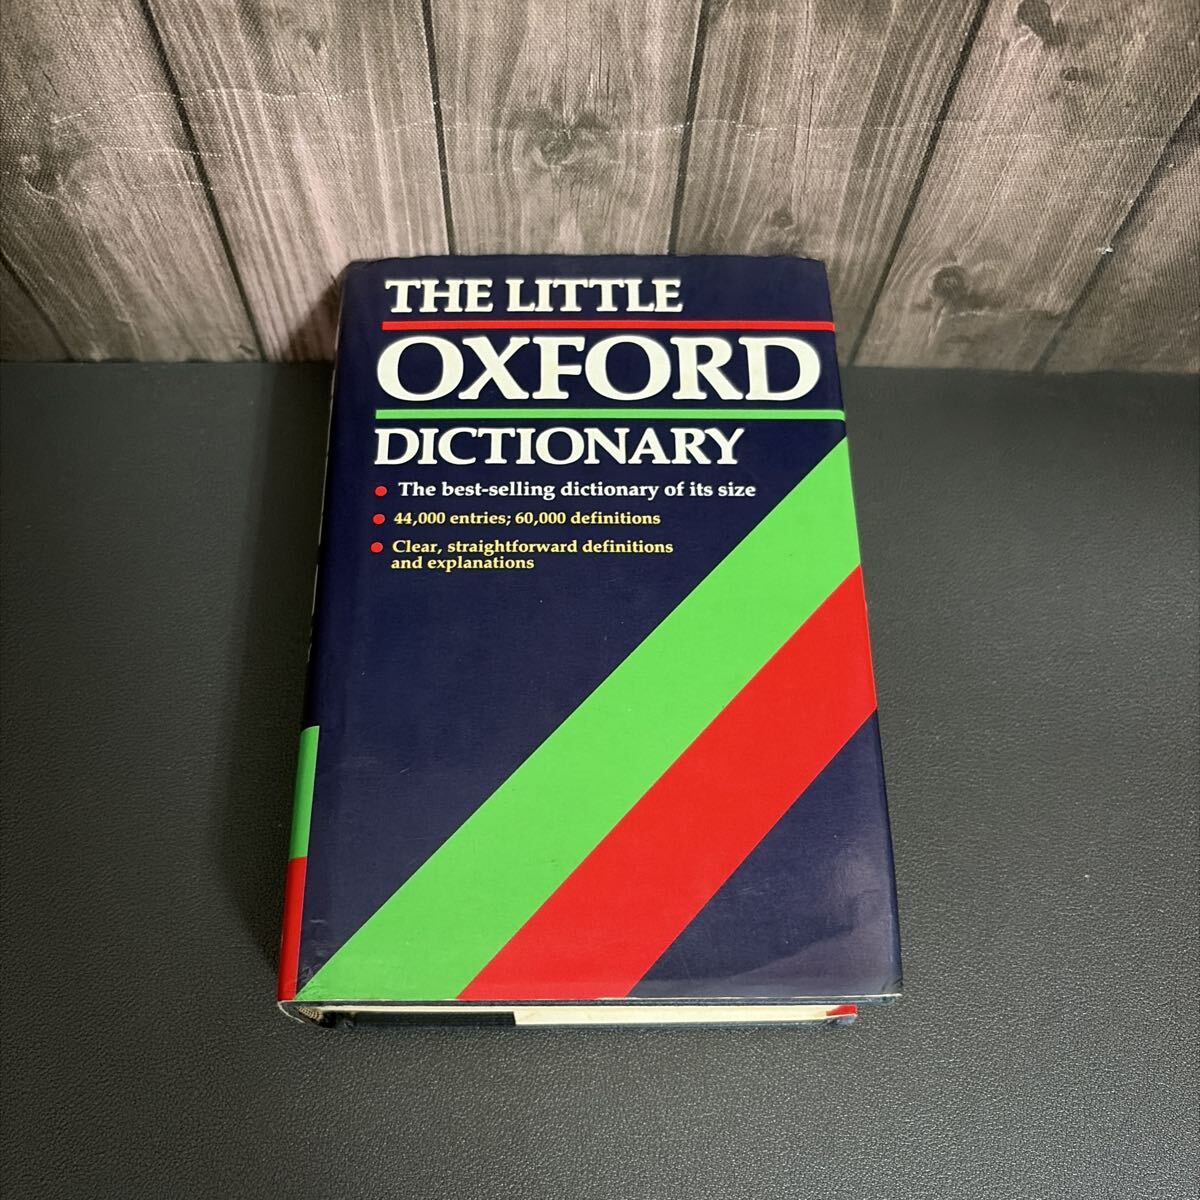 THE LITTLE
OXFORD
DICTIONARY
The best-selling dictionary of its size
44,000 entries; 60,000 definitions
Clear, straightforward definitions
and explanations